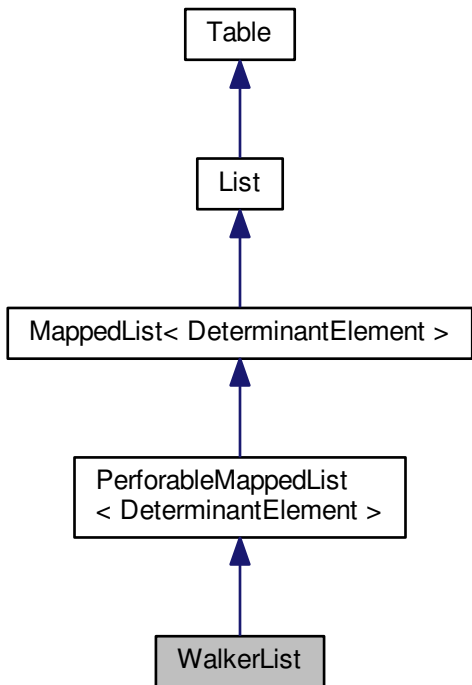 Table
List
MappedList< DeterminantElement >
PerforableMappedList
< DeterminantElement >
WalkerList